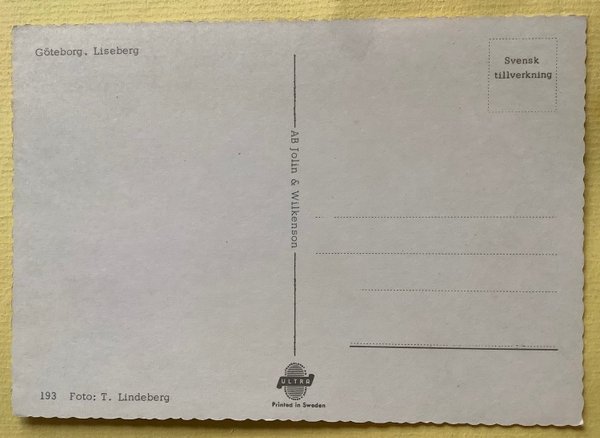 Göteborg. Liseberg
Svensk
tillverkning
AB Jolin & Wilkenson
193 Foto: T. Lindeberg
ULTRA
Printed in Sweden